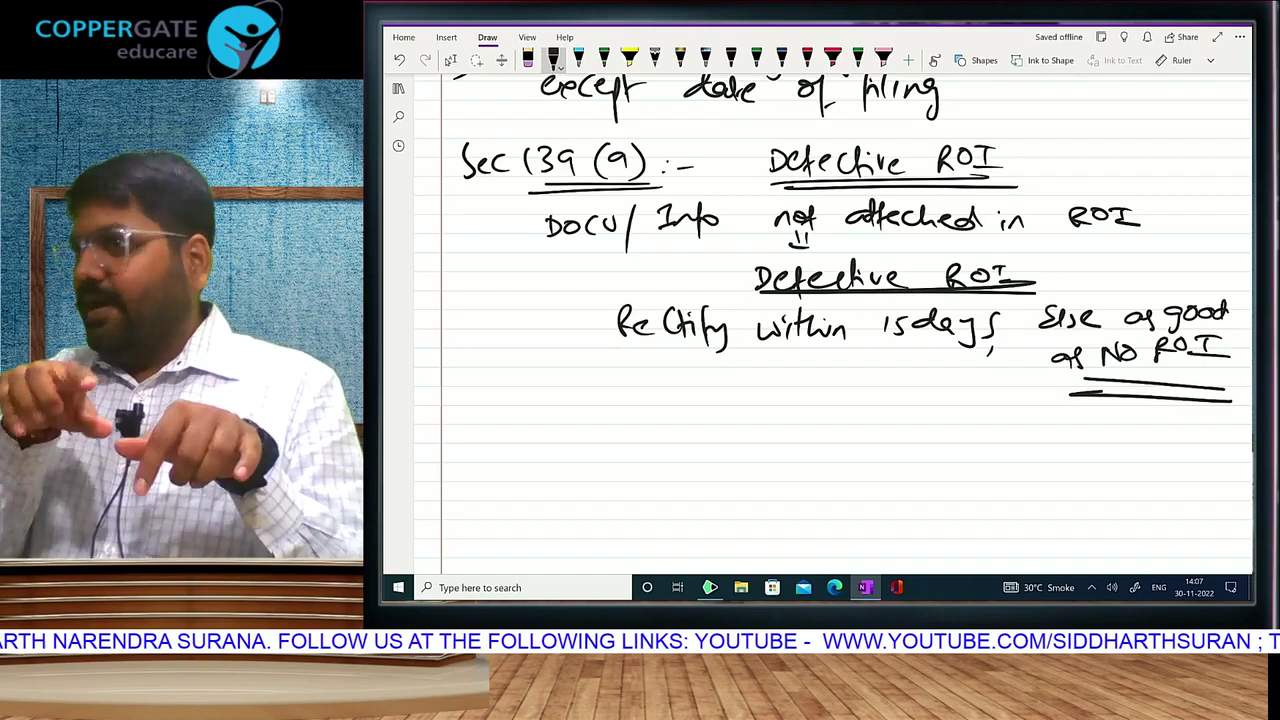 COPPERGATE
educare
Home Insert Draw View Help
Saved offline
Share
Shapes
Ink to Shape
Ink to Text
Ruler
except date of filing
Sec 139 (9) :- Defective ROI
Docu/ Info not attached in ROI
Defective ROI
Rectify within 15 days, else as good
as No ROI
Type here to search
30°C Smoke
ENG
14:07
30-11-2022
ARTH NARENDRA SURANA. FOLLOW US AT THE FOLLOWING LINKS: YOUTUBE - WWW.YOUTUBE.COM/SIDDHARTHSURAN ; T